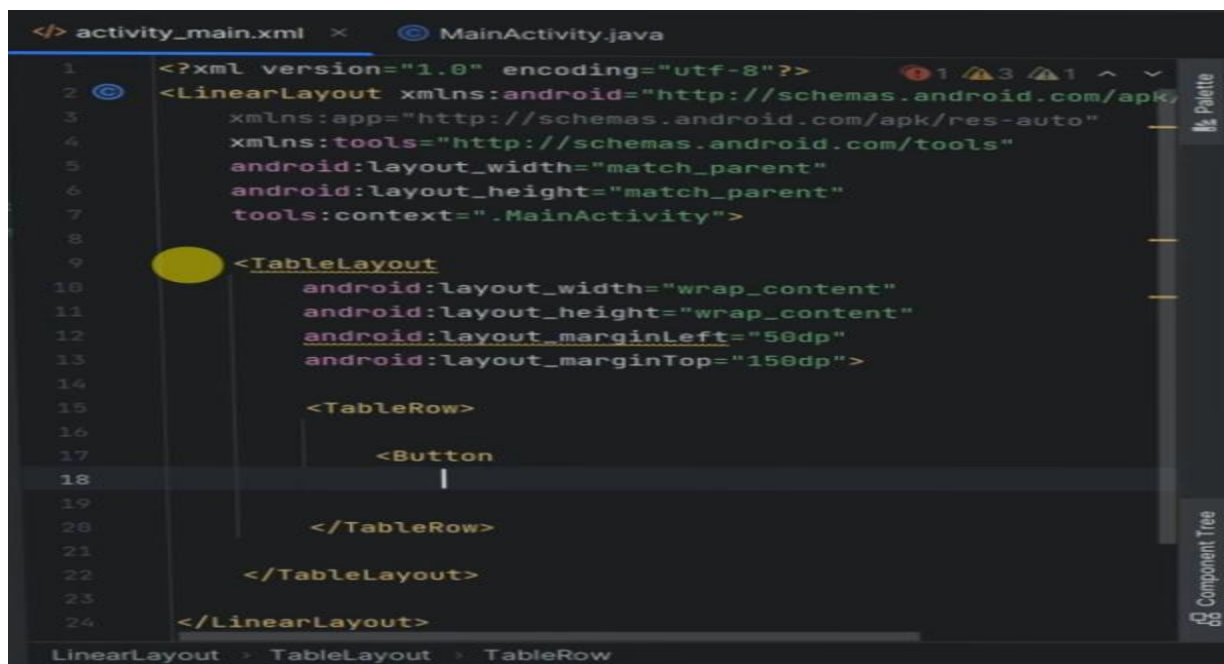 </> activity_main.xml × © MainActivity.java
1 <?xml version="1.0" encoding="utf-8"?> 1 3 1
2 <LinearLayout xmlns:android="http://schemas.android.com/apk/
3 xmlns:app="http://schemas.android.com/apk/res-auto"
4 xmlns:tools="http://schemas.android.com/tools"
5 android:layout_width="match_parent"
6 android:layout_height="match_parent"
7 tools:context=".MainActivity">
8
9 <TableLayout
10 android:layout_width="wrap_content"
11 android:layout_height="wrap_content"
12 android:layout_marginLeft="50dp"
13 android:layout_marginTop="150dp">
14
15 <TableRow>
16
17 <Button
18
19
20 </TableRow>
21
22 </TableLayout>
23
24 </LinearLayout>
LinearLayout > TableLayout > TableRow
Palette
Component Tree